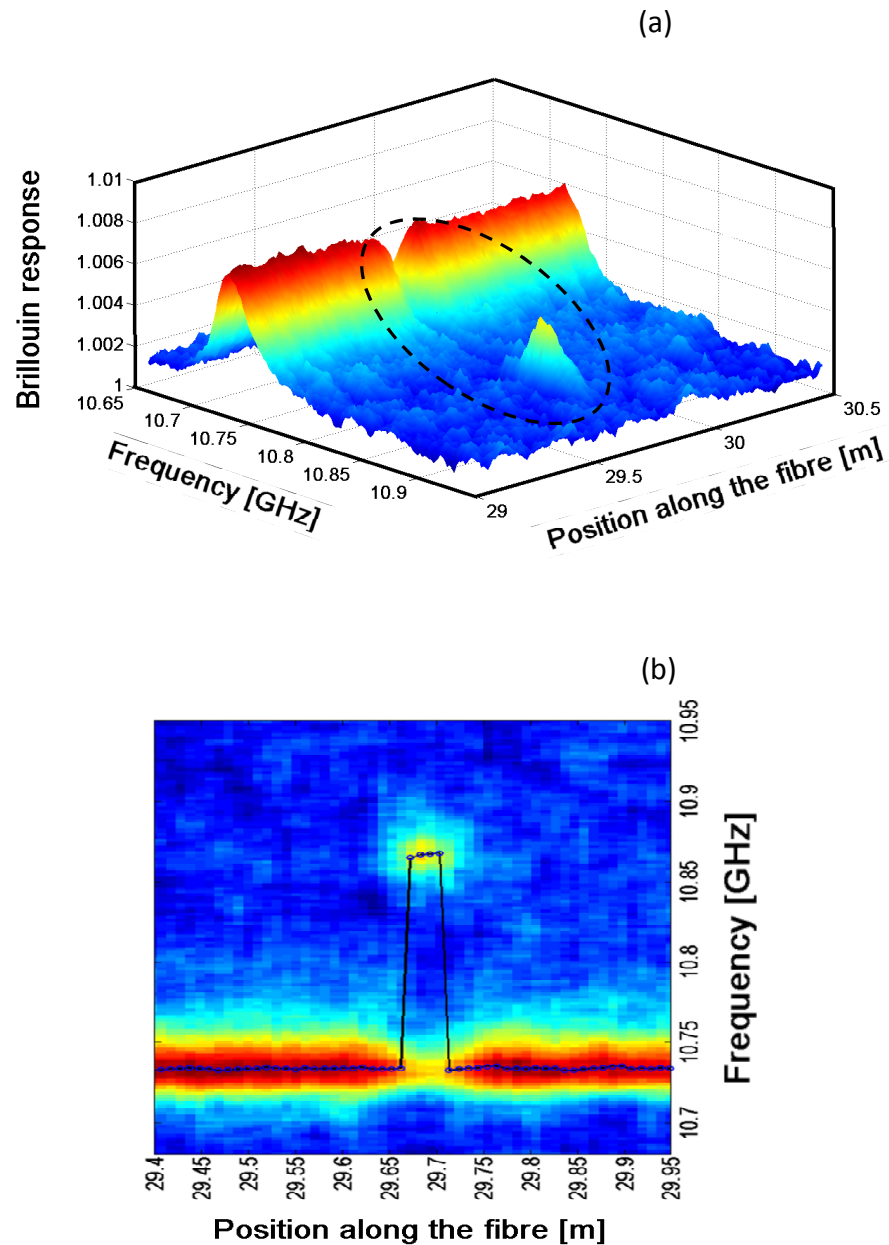 (a)
Brillouin response
1.01
1.008
1.006
1.004
1.002
1
10.65
10.7
10.75
10.8
10.85
10.9
Frequency [GHz]
29
29.5
30
30.5
Position along the fibre [m]
(b)
10.95
10.9
10.85
10.8
10.75
10.7
Frequency [GHz]
29.4 29.45 29.5 29.55 29.6 29.65 29.7 29.75 29.8 29.85 29.9 29.95
Position along the fibre [m]